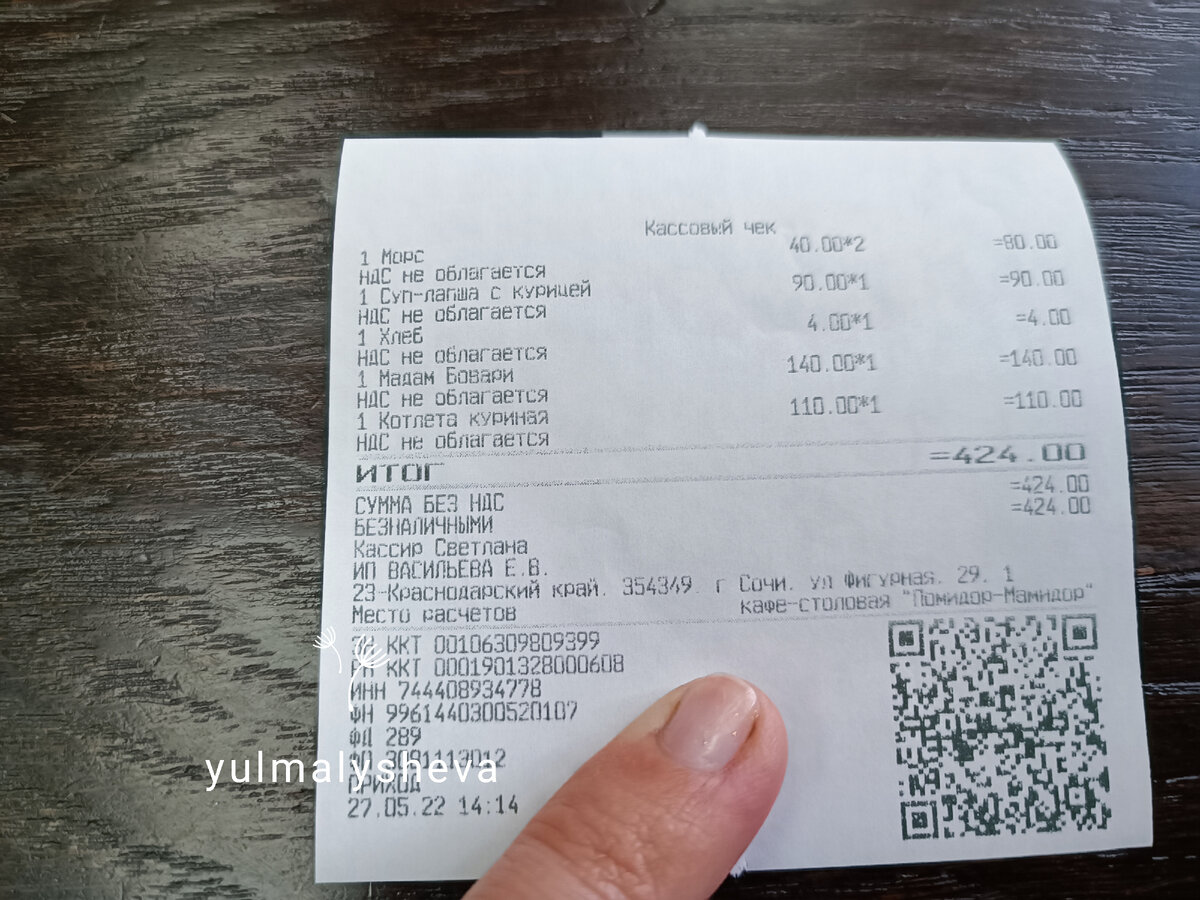 Кассовый чек
1 Морс 40.00*2 =80.00
НДС не облагается
1 Суп-лапша с курицей 90.00*1 =90.00
НДС не облагается
1 Хлеб 4.00*1 =4.00
НДС не облагается
1 Мадам Бовари 140.00*1 =140.00
НДС не облагается
1 Котлета куриная 110.00*1 =110.00
НДС не облагается
ИТОГ =424.00
СУММА БЕЗ НДС =424.00
БЕЗНАЛИЧНЫМИ =424.00
Кассир Светлана
ИП ВАСИЛЬЕВА Е.В.
23-Краснодарский край. 354349. г Сочи. ул Фигурная. 29. 1
Место расчетов кафе-столовая "Помидор-Мамидор"
ЗН ККТ 00106309809399
РН ККТ 0001901328000608
ИНН 744408934778
ФН 9961440300520107
ФД 289
yulmalysheva
ПРИХОД
27.05.22 14:14